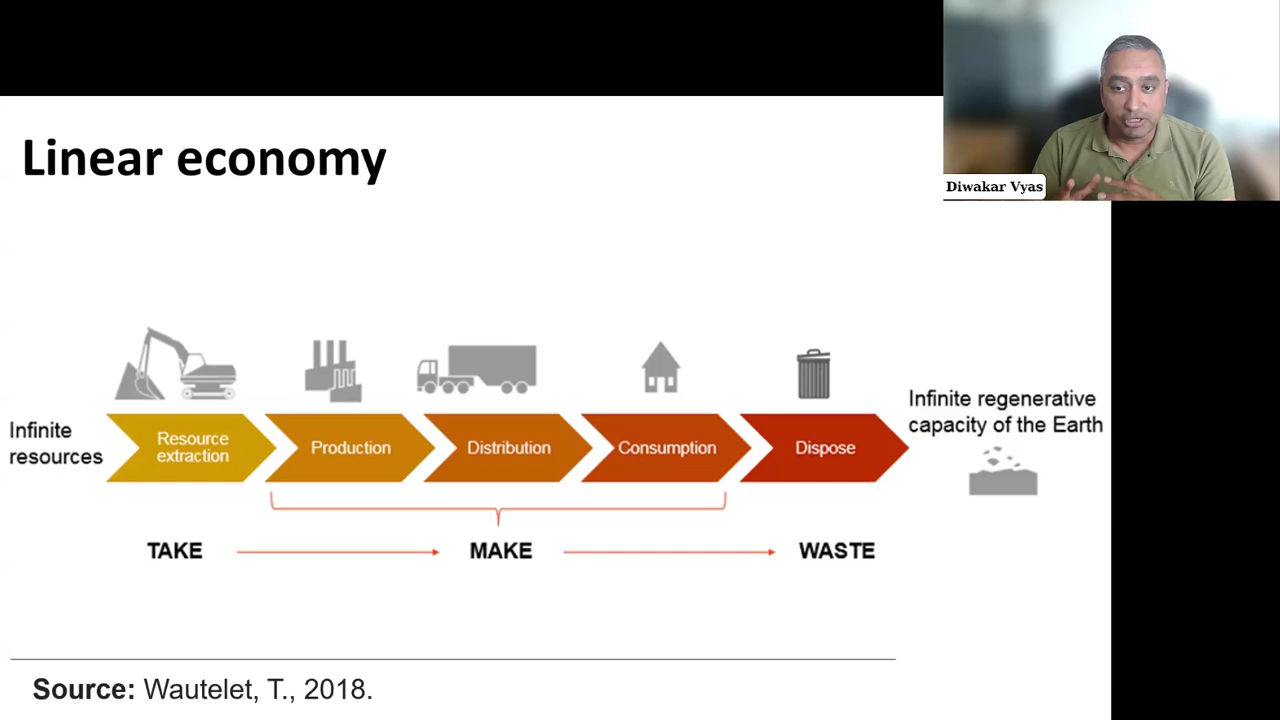 Diwakar Vyas
Linear economy
Infinite
resources
Resource
extraction
Production
Distribution
Consumption
Dispose
Infinite regenerative
capacity of the Earth
TAKE
MAKE
WASTE
Source: Wautelet, T., 2018.